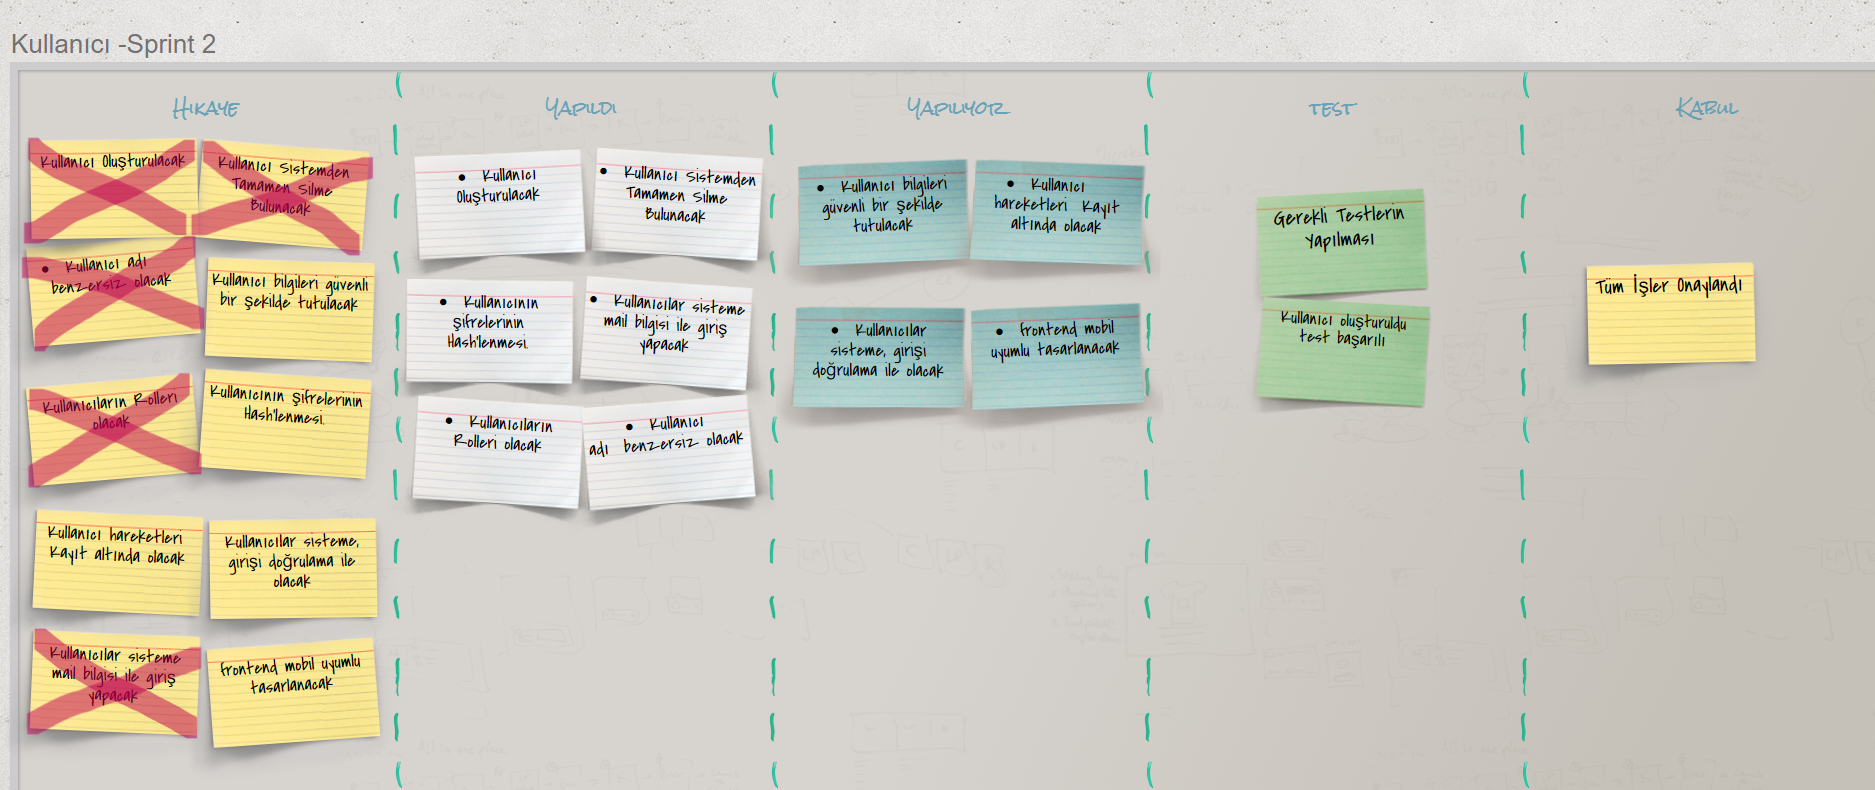 Kullanıcı -Sprint 2
Hikaye
Kullanıcı Oluşturulacak
Kullanıcı Sistemden
Tamamen Silme
Bulunacak
• Kullanıcı adı
benzersiz olacak
Kullanıcı bilgileri güvenli
bir şekilde tutulacak
Kullanıcıların Rolleri
olacak
Kullanıcının şifrelerinin
Hash'lenmesi.
Kullanıcı hareketleri
Kayıt altında olacak
Kullanıcılar sisteme,
girişi doğrulama ile
olacak
Kullanıcılar sisteme
mail bilgisi ile giriş
yapacak
frontend mobil uyumlu
tasarlanacak
Yapıldı
• Kullanıcı
Oluşturulacak
• Kullanıcı Sistemden
Tamamen Silme
Bulunacak
• Kullanıcının
şifrelerinin
Hash'lenmesi.
• Kullanıcılar sisteme
mail bilgisi ile giriş
yapacak
• Kullanıcıların
Rolleri olacak
• Kullanıcı
adı benzersiz olacak
Yapılıyor
• Kullanıcı bilgileri
güvenli bir şekilde
tutulacak
• Kullanıcı
hareketleri Kayıt
altında olacak
• Kullanıcılar
sisteme, girişi
doğrulama ile olacak
• frontend mobil
uyumlu tasarlanacak
test
Gerekli Testlerin
Yapılması
Kullanıcı oluşturuldu
test başarılı
Kabul
Tüm İşler Onaylandı